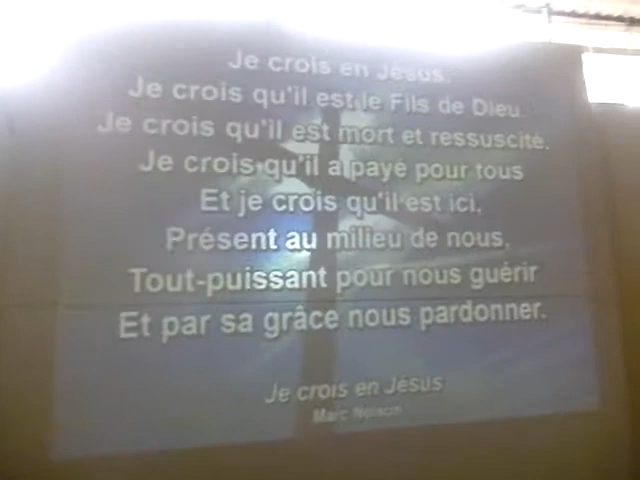 Je crois en Jésus.
Je crois qu'il est le Fils de Dieu.
Je crois qu'il est mort et ressuscité.
Je crois qu'il a payé pour tous
Et je crois qu'il est ici,
Présent au milieu de nous,
Tout-puissant pour nous guérir
Et par sa grâce nous pardonner.
Je crois en Jésus
Marc Nelson